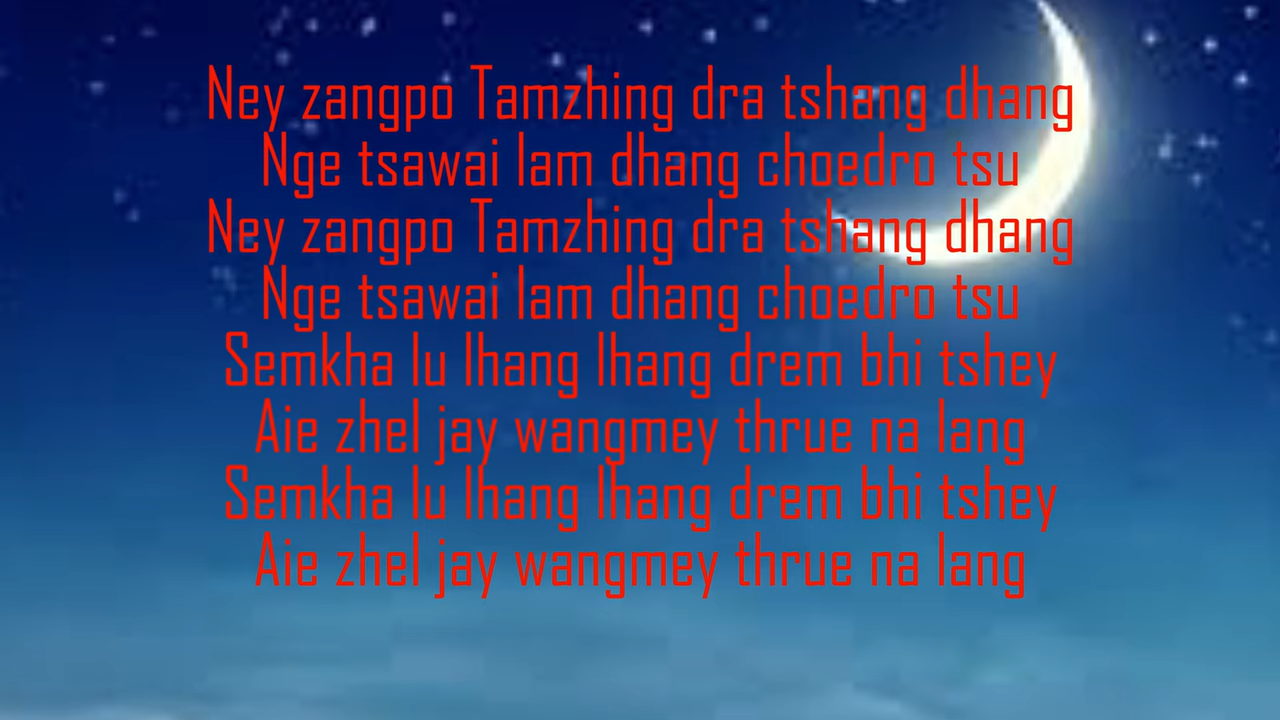 Ney zangpo Tamzhing dra tshang dhang
Nge tsawai lam dhang choedro tsu
Ney zangpo Tamzhing dra tshang dhang
Nge tsawai lam dhang choedro tsu
Semkha lu lhang lhang drem bhi tshey
Aie zhel jay wangmey thrue na lang
Semkha lu lhang lhang drem bhi tshey
Aie zhel jay wangmey thrue na lang